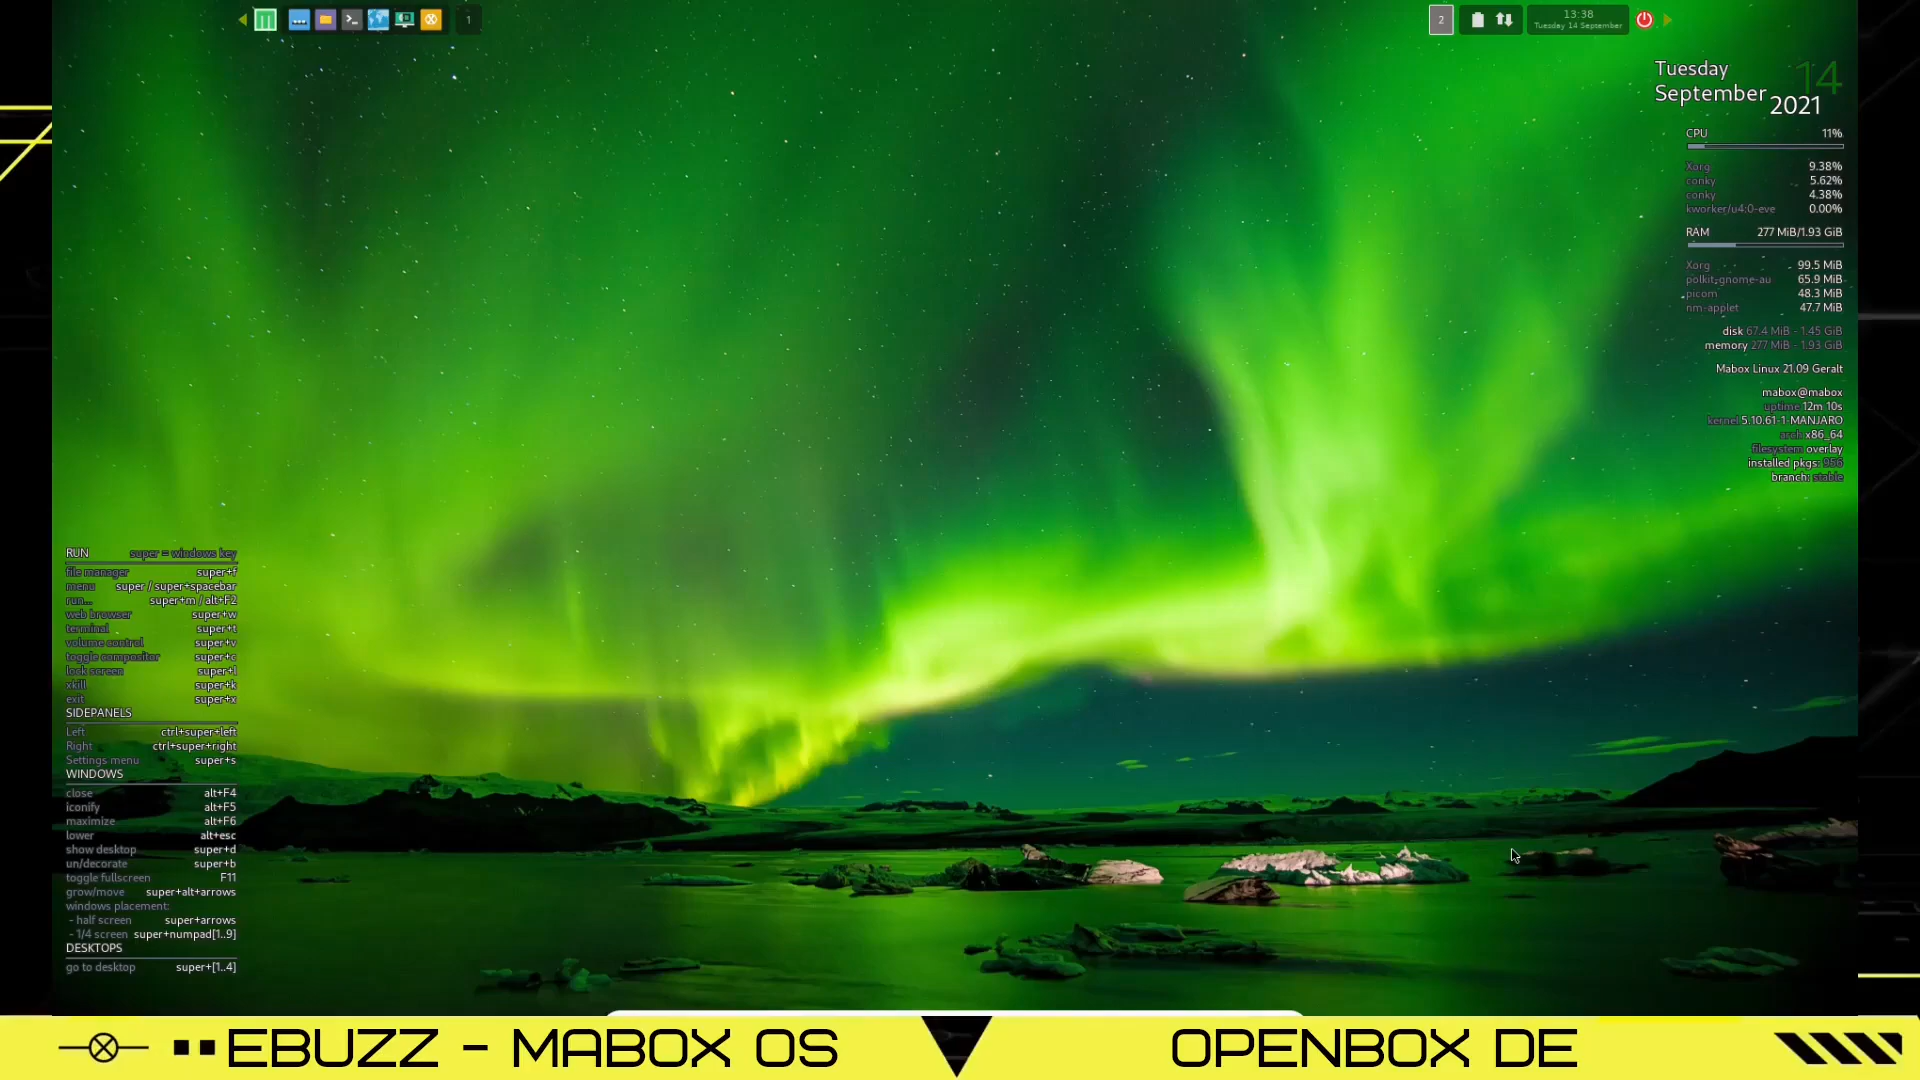 1
2
13:38
Tuesday 14 September
Tuesday
14
September
2021
CPU 11%
Xorg 9.38%
conky 5.62%
conky 4.38%
kworker/u4:0-eve 0.00%
RAM 277 MiB/1.93 GiB
Xorg 99.5 MiB
polkit-gnome-au 65.9 MiB
picom 48.3 MiB
nm-applet 47.7 MiB
disk 67.4 MiB - 1.45 GiB
memory 277 MiB - 1.93 GiB
Mabox Linux 21.09 Geralt
mabox@mabox
uptime 12m 10s
kernel 5.10.61-1-MANJARO
arch x86_64
filesystem overlay
installed pkgs:
branch: stable
RUN super = windows key
file manager super+f
menu super / super+spacebar
run... super+m / alt+F2
web browser super+w
terminal super+t
volume control super+v
toggle compositor super+c
lock screen super+l
xkill super+k
exit super+x
SIDEPANELS
Left ctrl+super+left
Right ctrl+super+right
Settings menu super+s
WINDOWS
close alt+F4
iconify alt+F5
maximize alt+F6
lower alt+esc
show desktop super+d
un/decorate super+b
toggle fullscreen F11
grow/move super+alt+arrows
windows placement:
- half screen super+arrows
- 1/4 screen super+numpad[1..9]
DESKTOPS
go to desktop super+[1..4]
EBUZZ - MABOX OS
OPENBOX DE